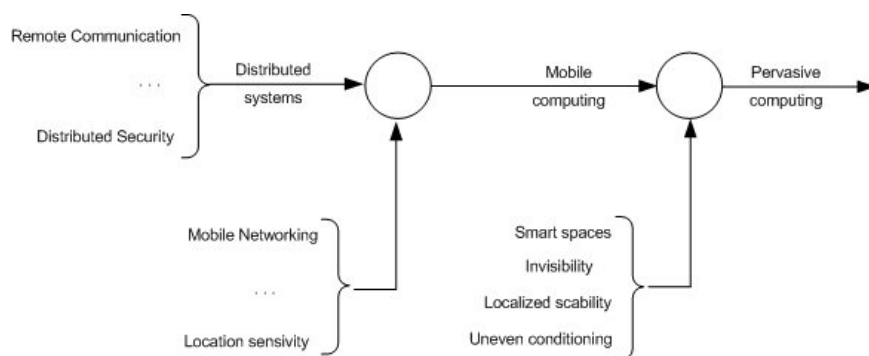 Remote Communication
. . .
Distributed Security
Distributed
systems
Mobile Networking
. . .
Location sensivity
Mobile
computing
Smart spaces
Invisibility
Localized scability
Uneven conditioning
Pervasive
computing